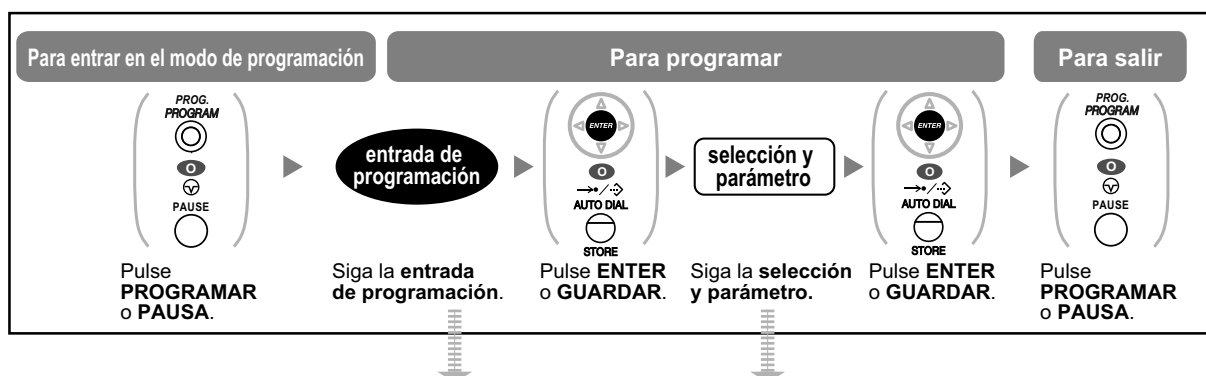 Para entrar en el modo de programación
Para programar
Para salir
PROG.
PROGRAM
O
PAUSE
entrada de
programación
ENTER
O
AUTO DIAL
STORE
selección y
parámetro
ENTER
O
AUTO DIAL
STORE
PROG.
PROGRAM
O
PAUSE
Pulse
PROGRAMAR
o PAUSA.
Siga la entrada
de programación.
Pulse ENTER
o GUARDAR.
Siga la selección
y parámetro.
Pulse ENTER
o GUARDAR.
Pulse
PROGRAMAR
o PAUSA.